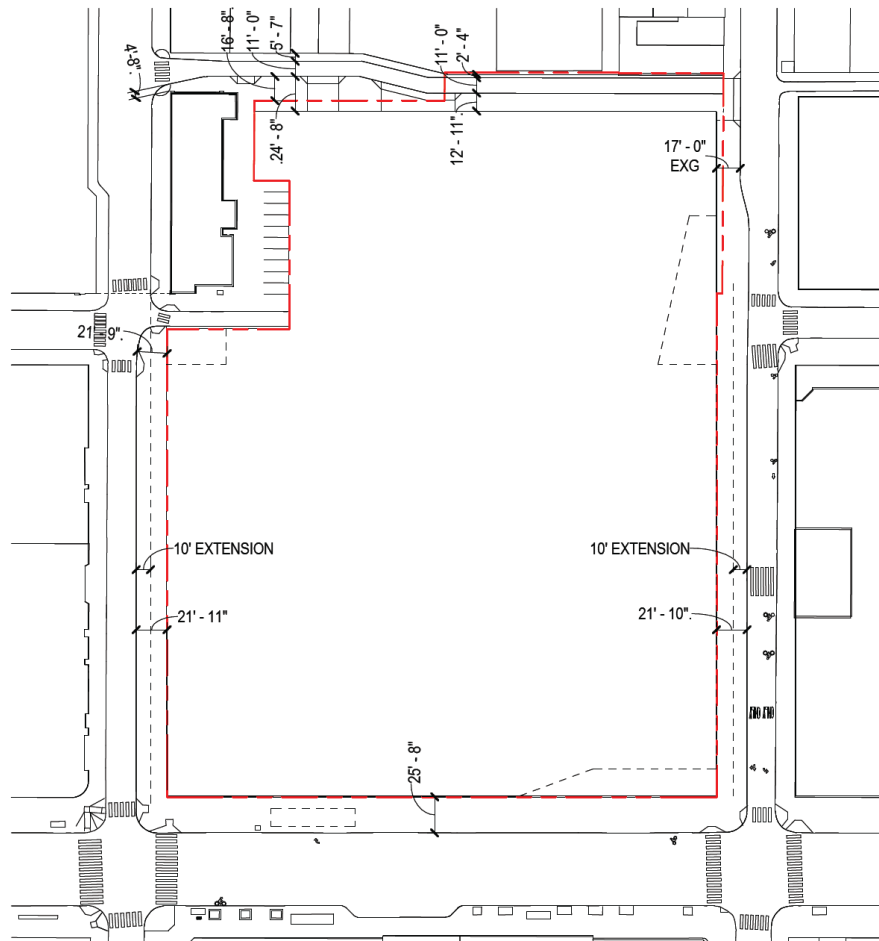 4'-8".
16' - 8"
11' - 0"
5' - 7"
11' - 0"
2' - 4"
.24' - 8"
12' - 11".
17' - 0"
EXG
21' - 9".
10' EXTENSION
10' EXTENSION
21' - 11"
21' - 10".
25' - 8"